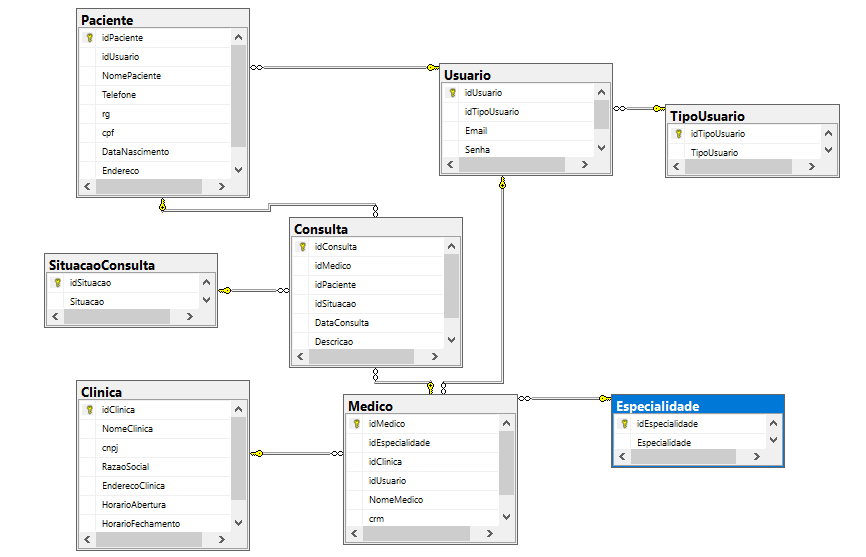 Paciente
idPaciente
idUsuario
NomePaciente
Telefone
rg
cpf
DataNascimento
Endereco
Usuario
idUsuario
idTipoUsuario
Email
Senha
TipoUsuario
idTipoUsuario
TipoUsuario
Consulta
idConsulta
idMedico
idPaciente
idSituacao
DataConsulta
Descricao
SituacaoConsulta
idSituacao
Situacao
Clinica
idClinica
NomeClinica
cnpj
RazaoSocial
EnderecoClinica
HorarioAbertura
HorarioFechamento
Medico
idMedico
idEspecialidade
idClinica
idUsuario
NomeMedico
crm
Especialidade
idEspecialidade
Especialidade